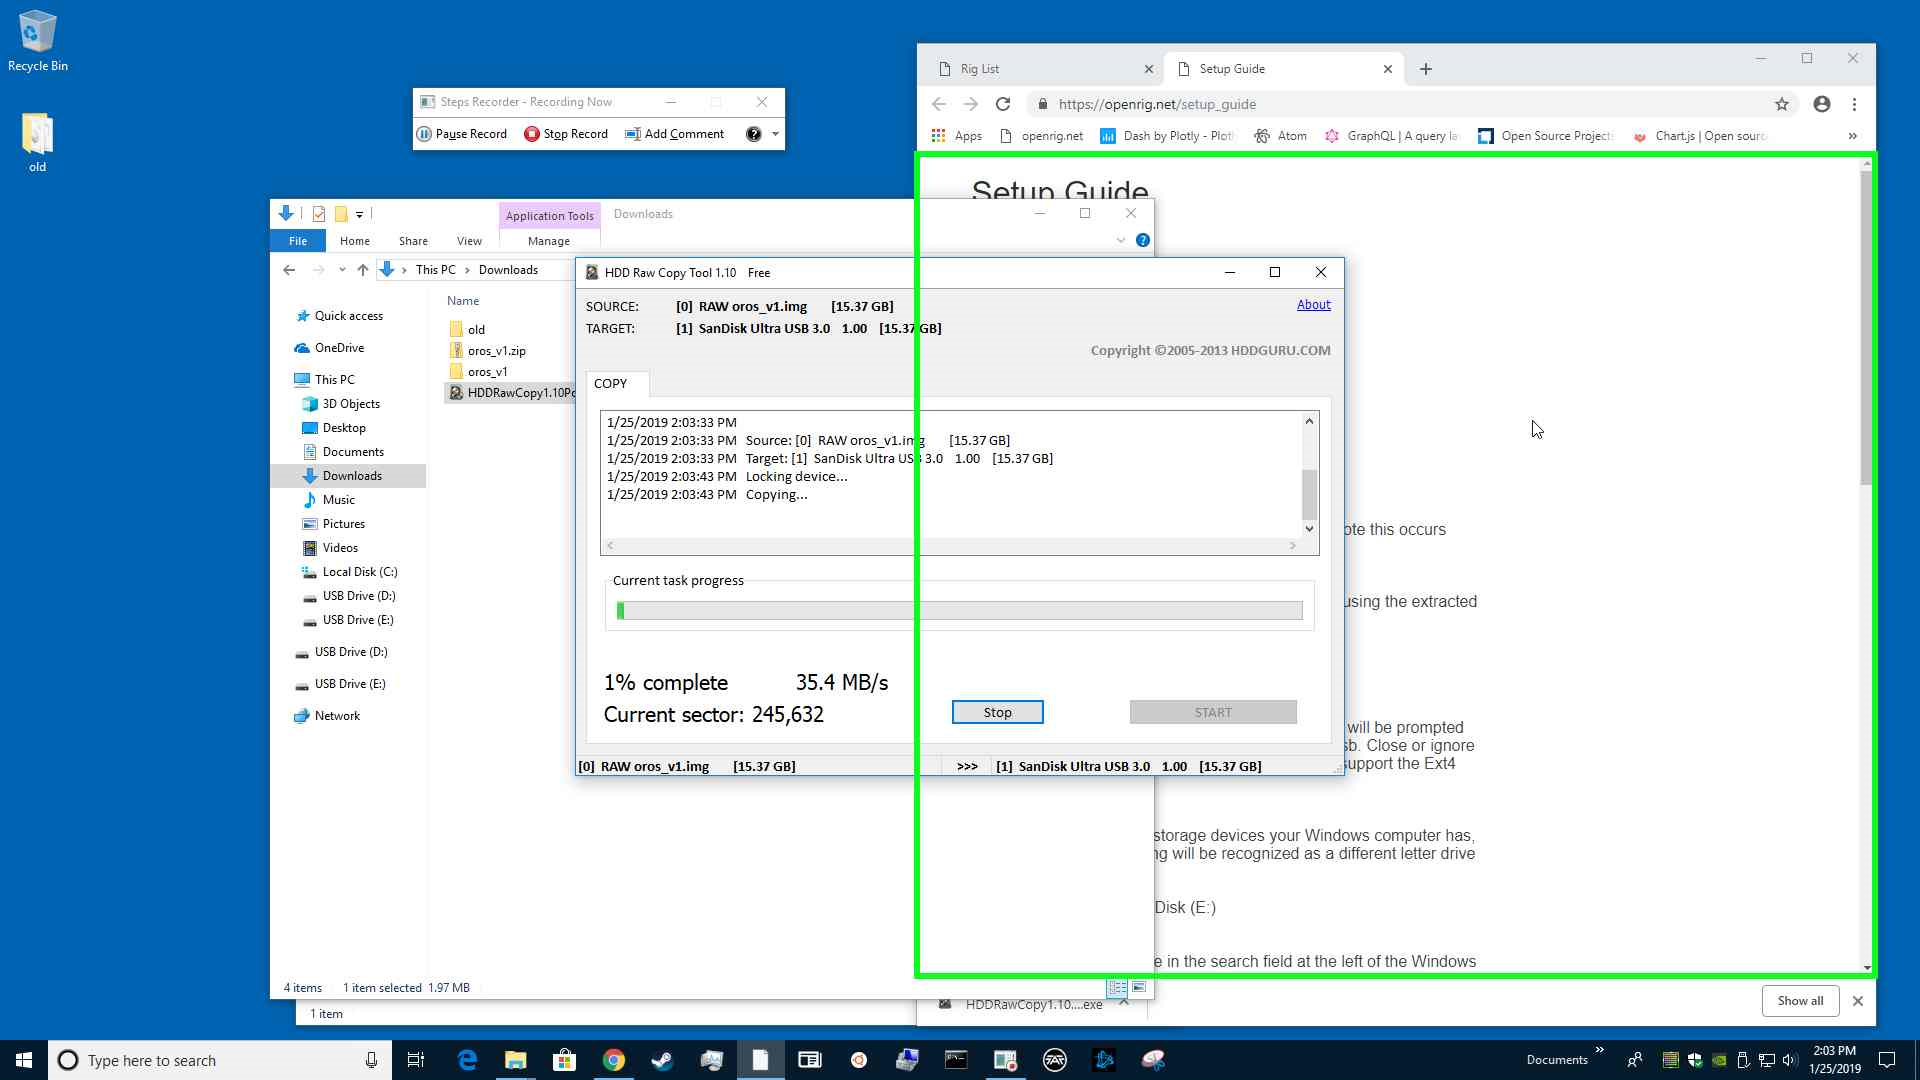 Recycle Bin
old
Steps Recorder - Recording Now
Pause Record
Stop Record
Add Comment
Rig List
Setup Guide
https://openrig.net/setup_guide
Apps
openrig.net
Dash by Plotly - Plotl
Atom
GraphQL | A query la
Open Source Projects
Chart.js | Open sourc
Setup Guide
Application Tools
Downloads
File
Home
Share
View
Manage
This PC
Downloads
Name
Quick access
OneDrive
This PC
3D Objects
Desktop
Documents
Downloads
Music
Pictures
Videos
Local Disk (C:)
USB Drive (D:)
USB Drive (E:)
USB Drive (D:)
USB Drive (E:)
Network
old
oros_v1.zip
oros_v1
HDDRawCopy1.10Po
4 items
1 item selected 1.97 MB
1 item
HDD Raw Copy Tool 1.10 Free
SOURCE: [0] RAW oros_v1.img [15.37 GB]
About
TARGET: [1] SanDisk Ultra USB 3.0 1.00 [15.37 GB]
Copyright ©2005-2013 HDDGURU.COM
COPY
1/25/2019 2:03:33 PM
1/25/2019 2:03:33 PM Source: [0] RAW oros_v1.img [15.37 GB]
1/25/2019 2:03:33 PM Target: [1] SanDisk Ultra USB 3.0 1.00 [15.37 GB]
1/25/2019 2:03:43 PM Locking device...
1/25/2019 2:03:43 PM Copying...
Current task progress
1% complete 35.4 MB/s
Current sector: 245,632
Stop
START
[0] RAW oros_v1.img [15.37 GB] >>> [1] SanDisk Ultra USB 3.0 1.00 [15.37 GB]
ote this occurs
using the extracted
will be prompted
sb. Close or ignore
support the Ext4
storage devices your Windows computer has,
ng will be recognized as a different letter drive
Disk (E:)
e in the search field at the left of the Windows
HDDRawCopy1.10....exe
Show all
Type here to search
Documents
2:03 PM
1/25/2019